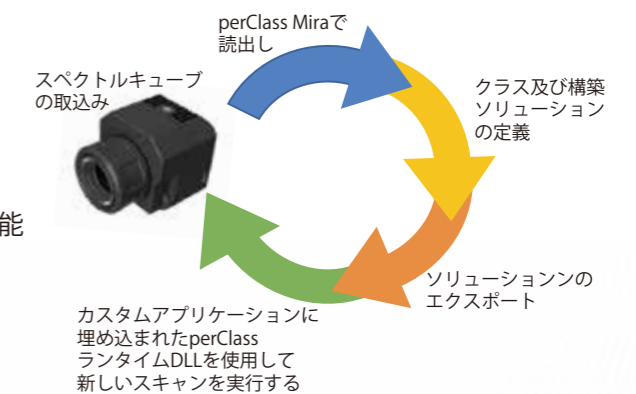 perClass Miraで
読出し
スペクトルキューブ
の取込み
クラス及び構築
ソリューション
の定義
能
ソリューションンの
エクスポート
カスタムアプリケーションに
埋め込まれたperClass
ランタイムDLLを使用して
新しいスキャンを実行する